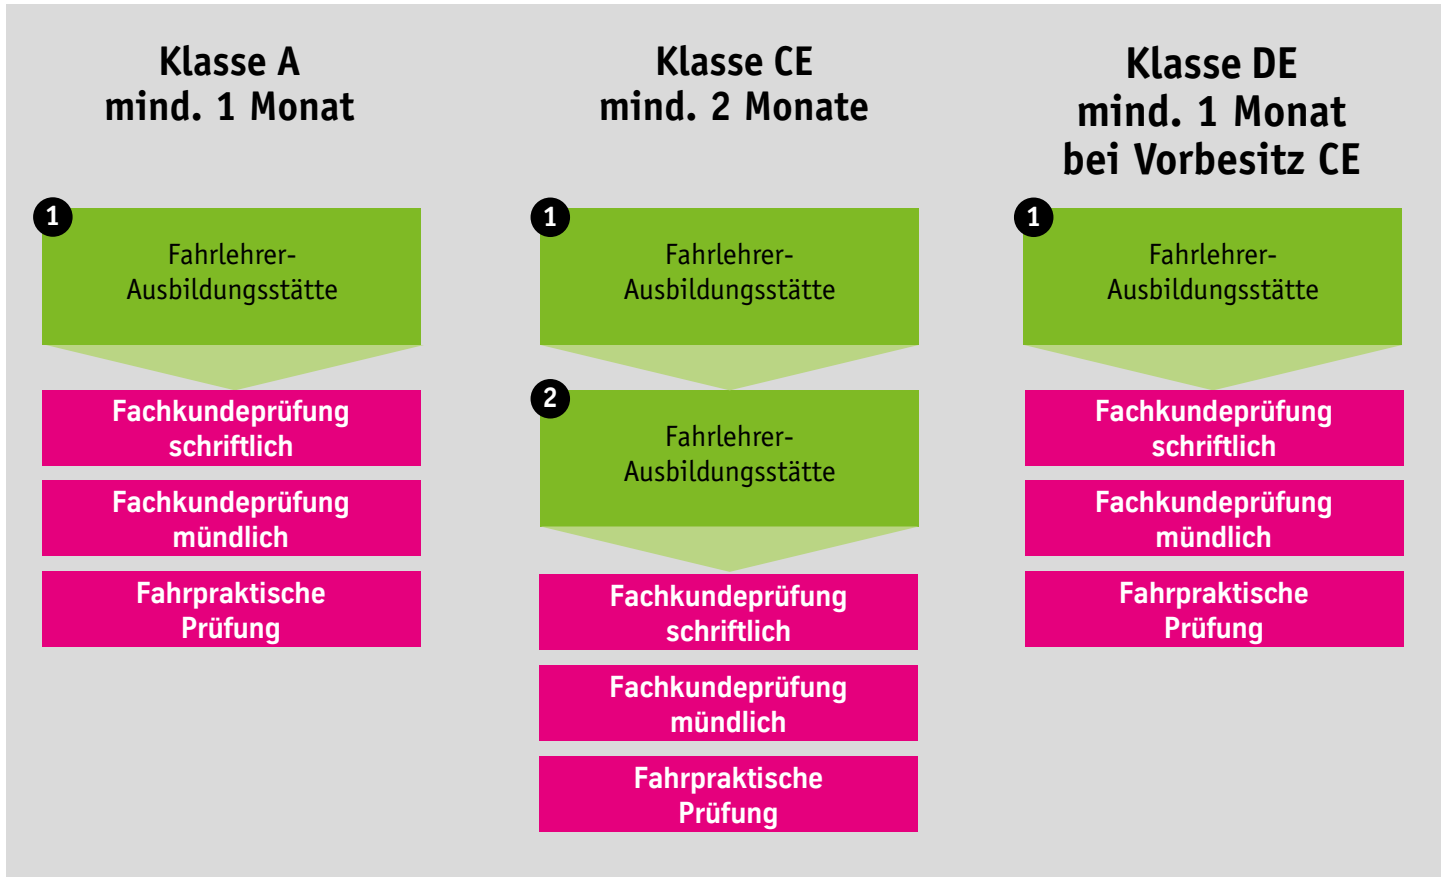 Klasse A
mind. 1 Monat
1
Fahrlehrer-
Ausbildungsstätte
Fachkundeprüfung
schriftlich
Fachkundeprüfung
mündlich
Fahrpraktische
Prüfung
Klasse CE
mind. 2 Monate
1
Fahrlehrer-
Ausbildungsstätte
2
Fahrlehrer-
Ausbildungsstätte
Fachkundeprüfung
schriftlich
Fachkundeprüfung
mündlich
Fahrpraktische
Prüfung
Klasse DE
mind. 1 Monat
bei Vorbesitz CE
1
Fahrlehrer-
Ausbildungsstätte
Fachkundeprüfung
schriftlich
Fachkundeprüfung
mündlich
Fahrpraktische
Prüfung